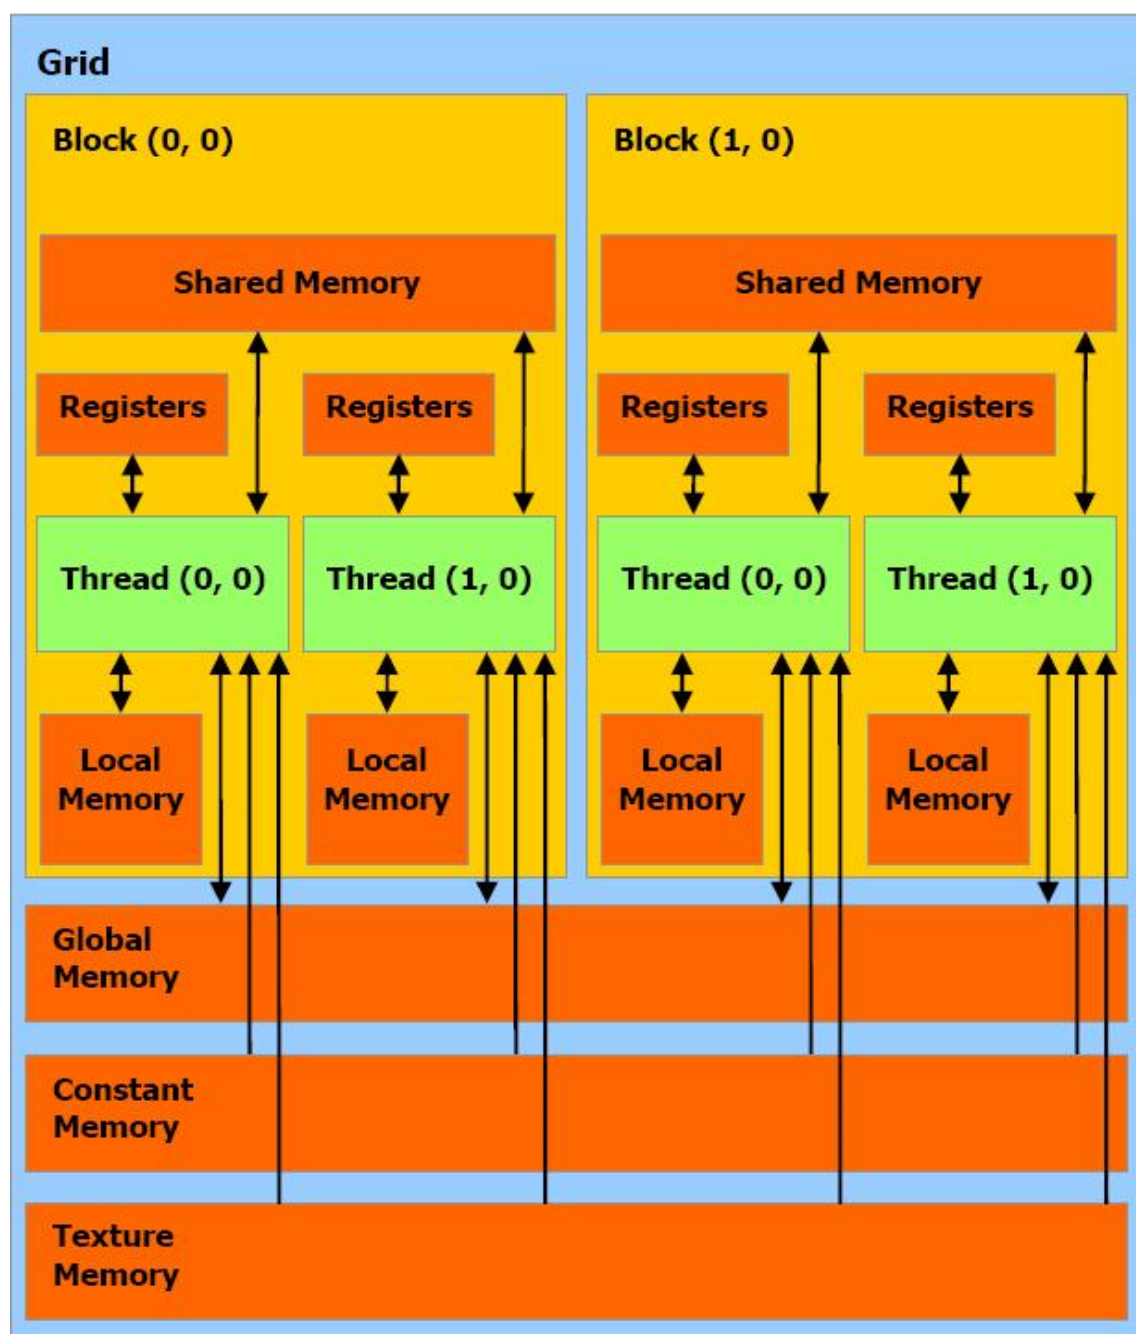 Grid
Block (0, 0)
Shared Memory
Registers
Registers
Thread (0, 0)
Thread (1, 0)
Local
Memory
Local
Memory
Block (1, 0)
Shared Memory
Registers
Registers
Thread (0, 0)
Thread (1, 0)
Local
Memory
Local
Memory
Global
Memory
Constant
Memory
Texture
Memory